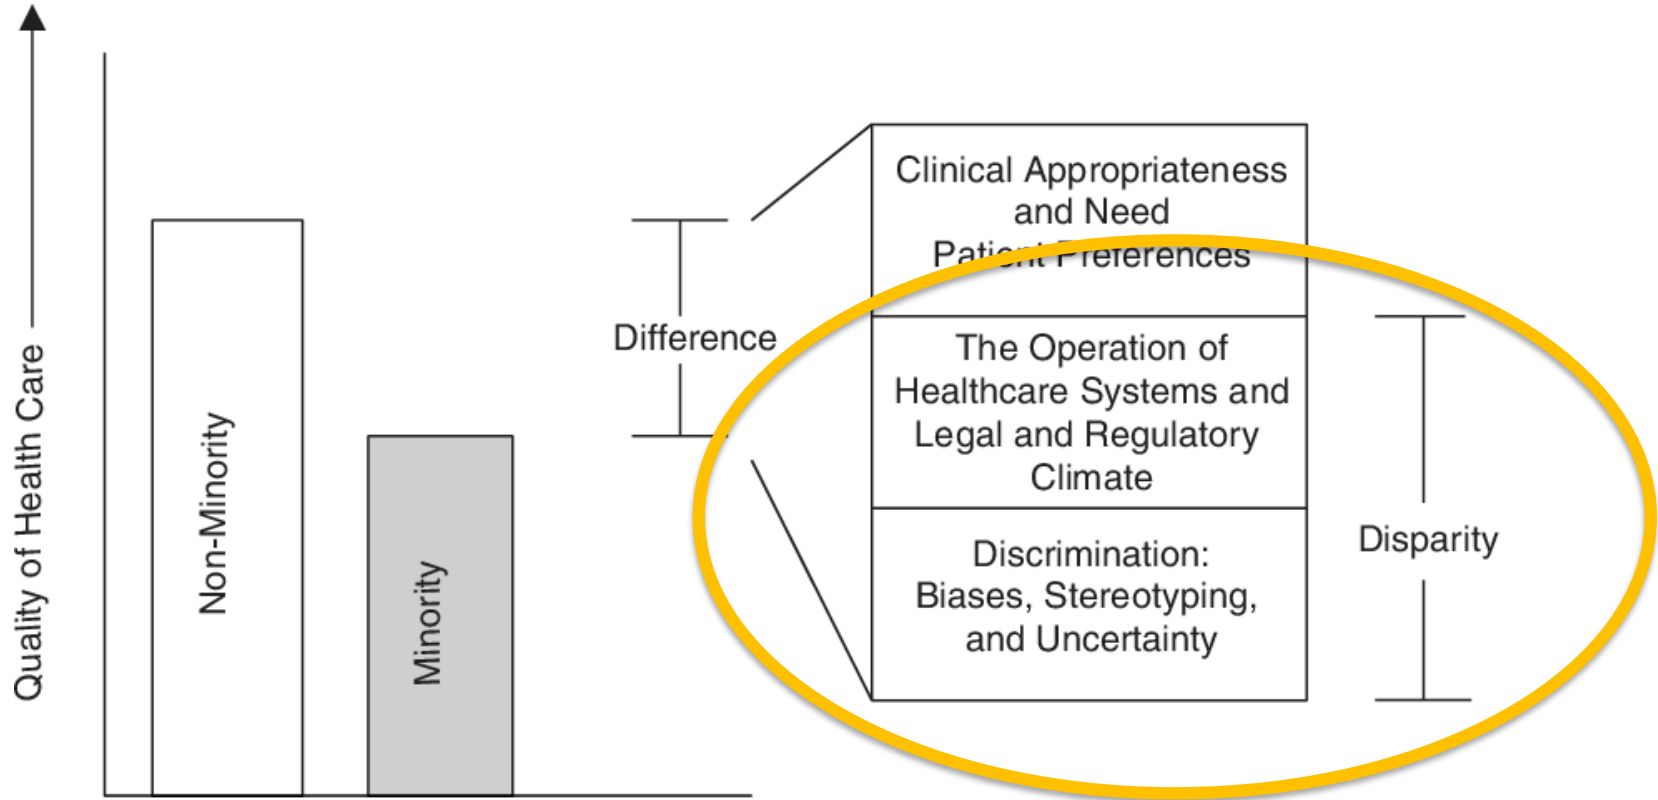 Quality of Health Care
Non-Minority
Minority
Difference
Clinical Appropriateness
and Need
Patient Preferences
The Operation of
Healthcare Systems and
Legal and Regulatory
Climate
Discrimination:
Biases, Stereotyping,
and Uncertainty
Disparity